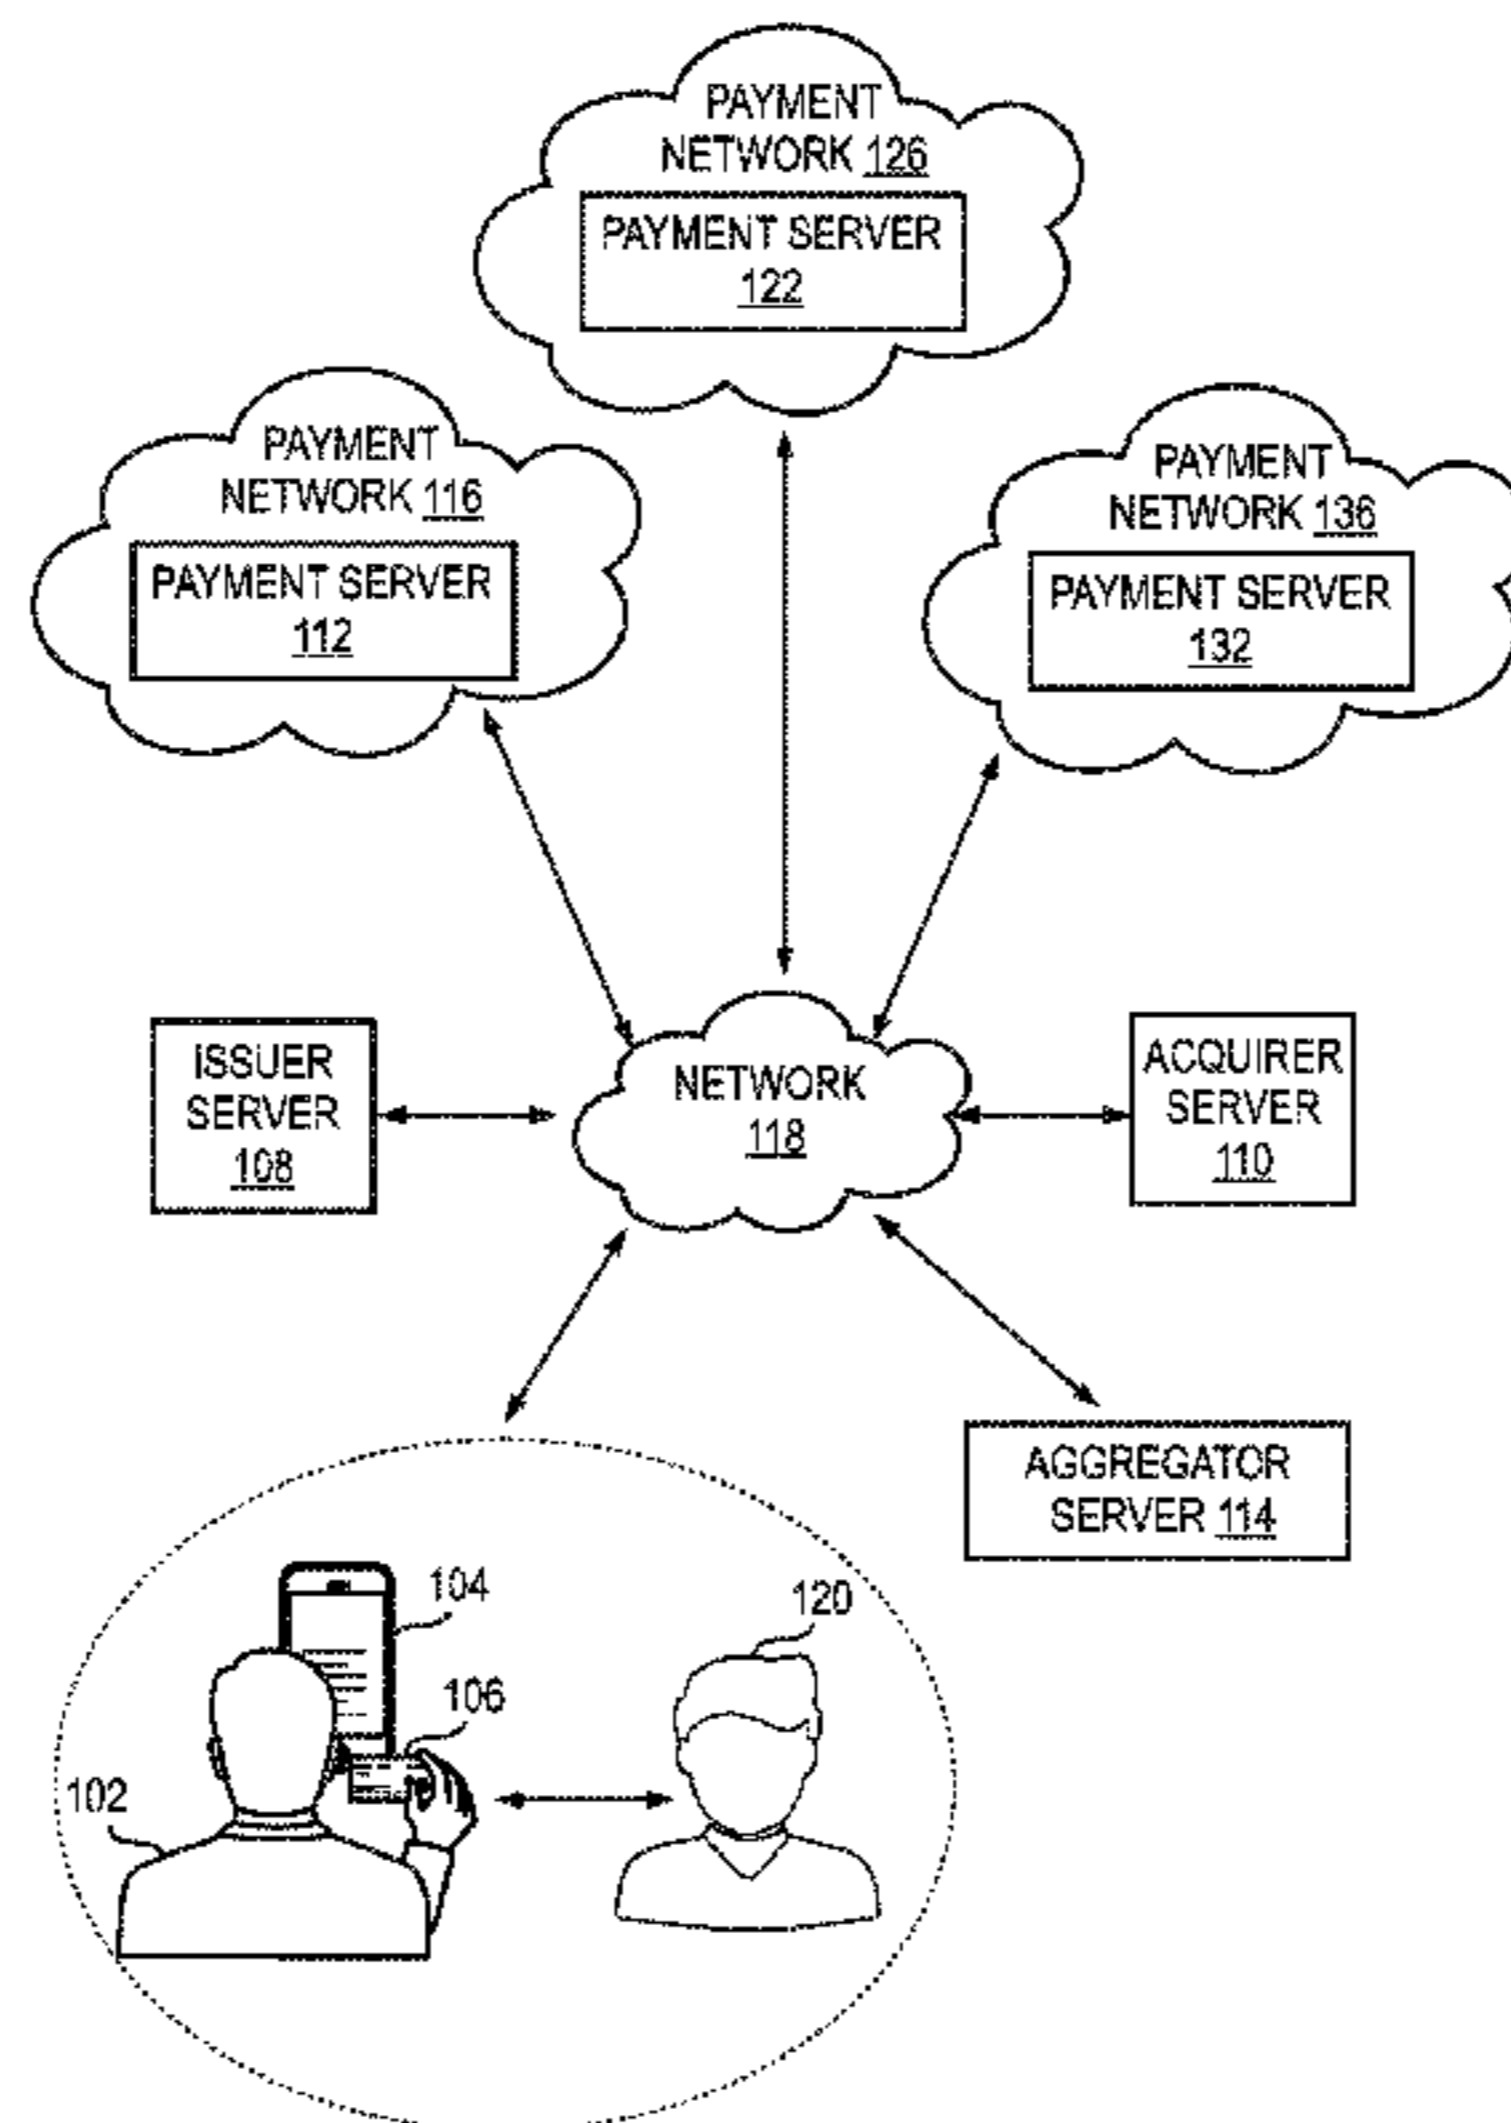 PAYMENT
NETWORK 126
PAYMENT SERVER
122
PAYMENT
NETWORK 116
PAYMENT SERVER
112
PAYMENT
NETWORK 136
PAYMENT SERVER
132
ISSUER
SERVER
108
NETWORK
118
ACQUIRER
SERVER
110
AGGREGATOR
SERVER 114
104
120
106
102